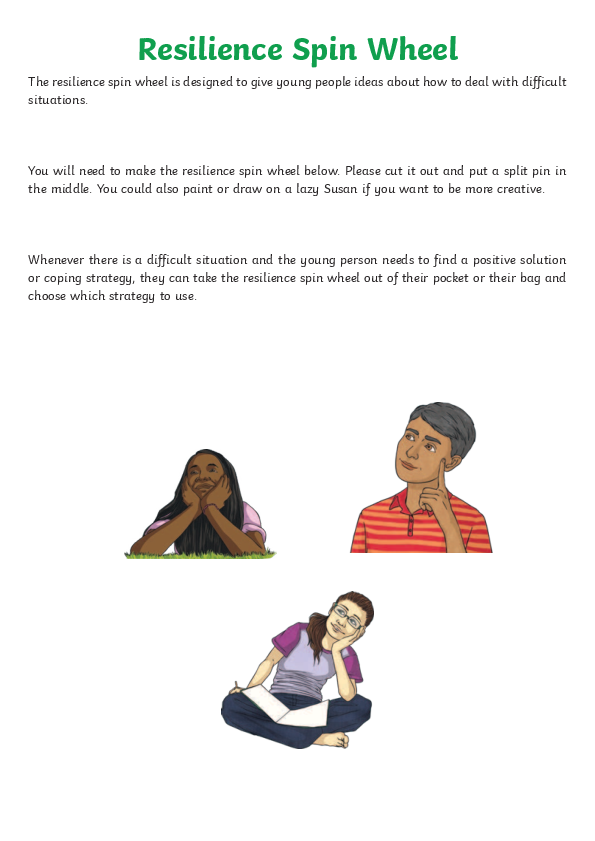 Resilience Spin Wheel
The resilience spin wheel is designed to give young people ideas about how to deal with difficult
situations.
You will need to make the resilience spin wheel below. Please cut it out and put a split pin in
the middle. You could also paint or draw on a lazy Susan if you want to be more creative.
Whenever there is a difficult situation and the young person needs to find a positive solution
or coping strategy, they can take the resilience spin wheel out of their pocket or their bag and
choose which strategy to use.